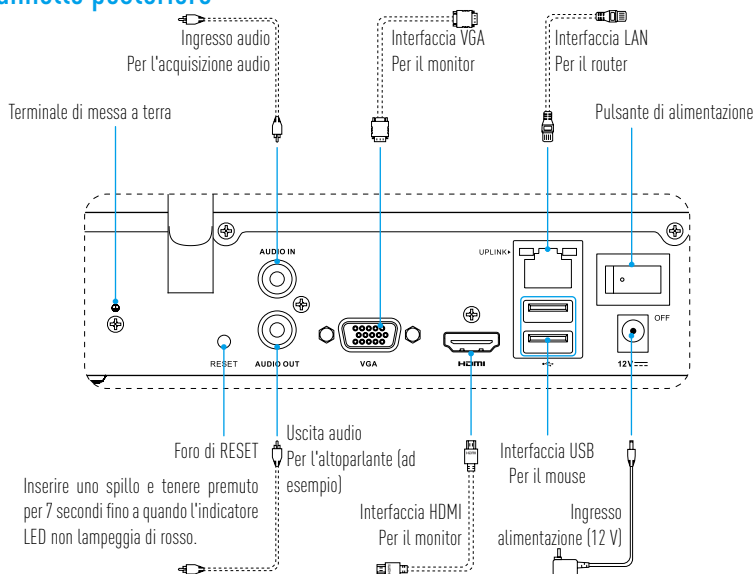 Pannello posteriore
Ingresso audio
Per l'acquisizione audio
Interfaccia VGA
Per il monitor
Interfaccia LAN
Per il router
Terminale di messa a terra
Pulsante di alimentazione
AUDIO IN
UPLINK
OFF
RESET
AUDIO OUT
VGA
HDMI
12V
Foro di RESET
Inserire uno spillo e tenere premuto
per 7 secondi fino a quando l'indicatore
LED non lampeggia di rosso.
Uscita audio
Per l'altoparlante (ad
esempio)
Interfaccia HDMI
Per il monitor
Interfaccia USB
Per il mouse
Ingresso
alimentazione (12 V)